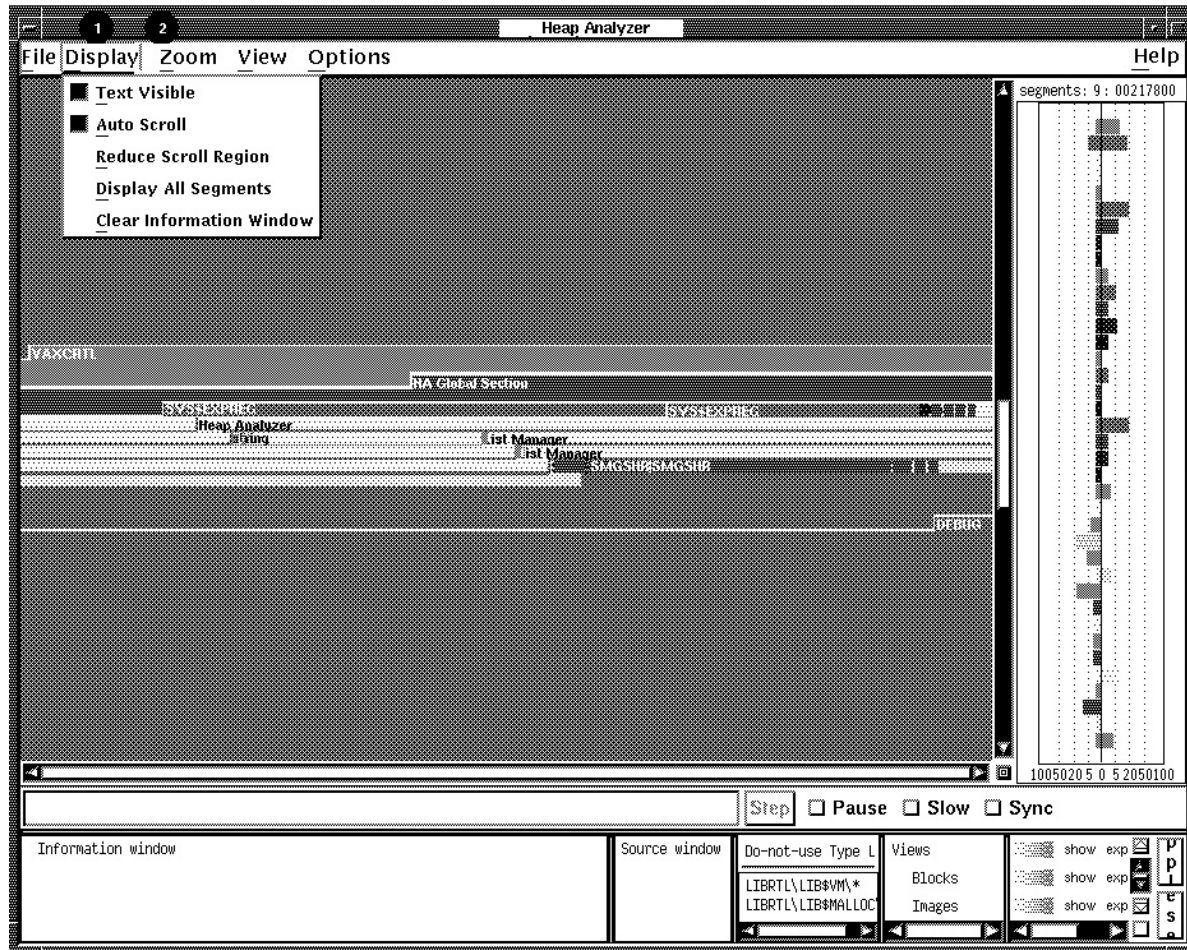 1 2
Heap Analyzer
File Display Zoom View Options Help
Text Visible
Auto Scroll
Reduce Scroll Region
Display All Segments
Clear Information Window
segments: 9 : 00217800
VAXCRTL
HA Global Section
SYS$EXPREG SYS$EXPREG
Heap Analyzer
String List Manager
List Manager
SMGSHR SMGSHR
DEBUG
1005020 5 0 5 2050100
Step Pause Slow Sync
Information window
Source window
Do-not-use Type L
LIBRTL\LIB$VM\*
LIBRTL\LIB$MALLOC
Views
Blocks
Images
show exp
show exp
show exp